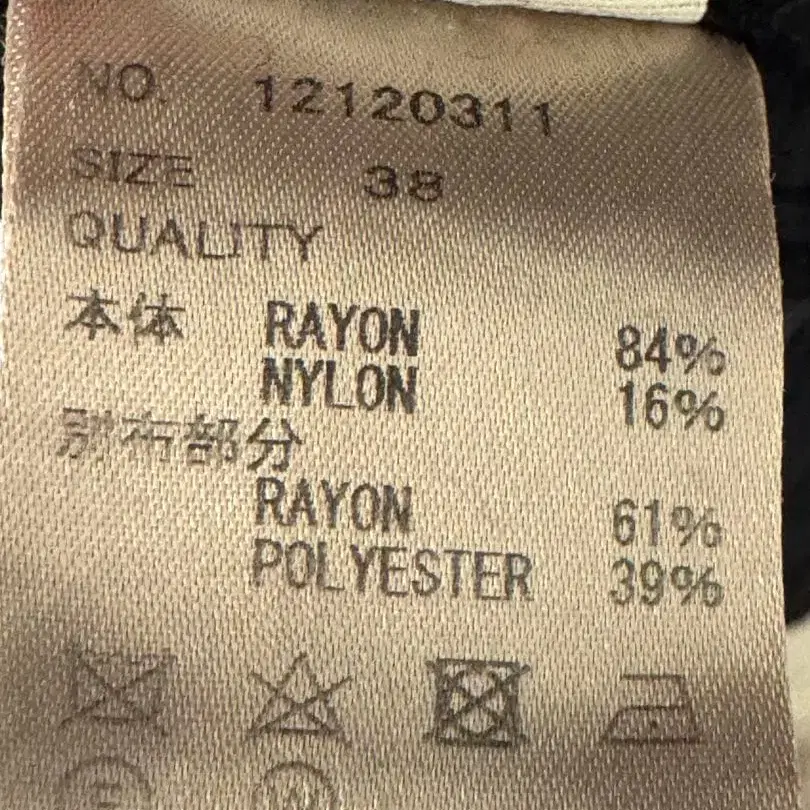 NO. 12120311
SIZE 38
QUALITY
本体 RAYON 84%
NYLON 16%
別布部分
RAYON 61%
POLYESTER 39%
W